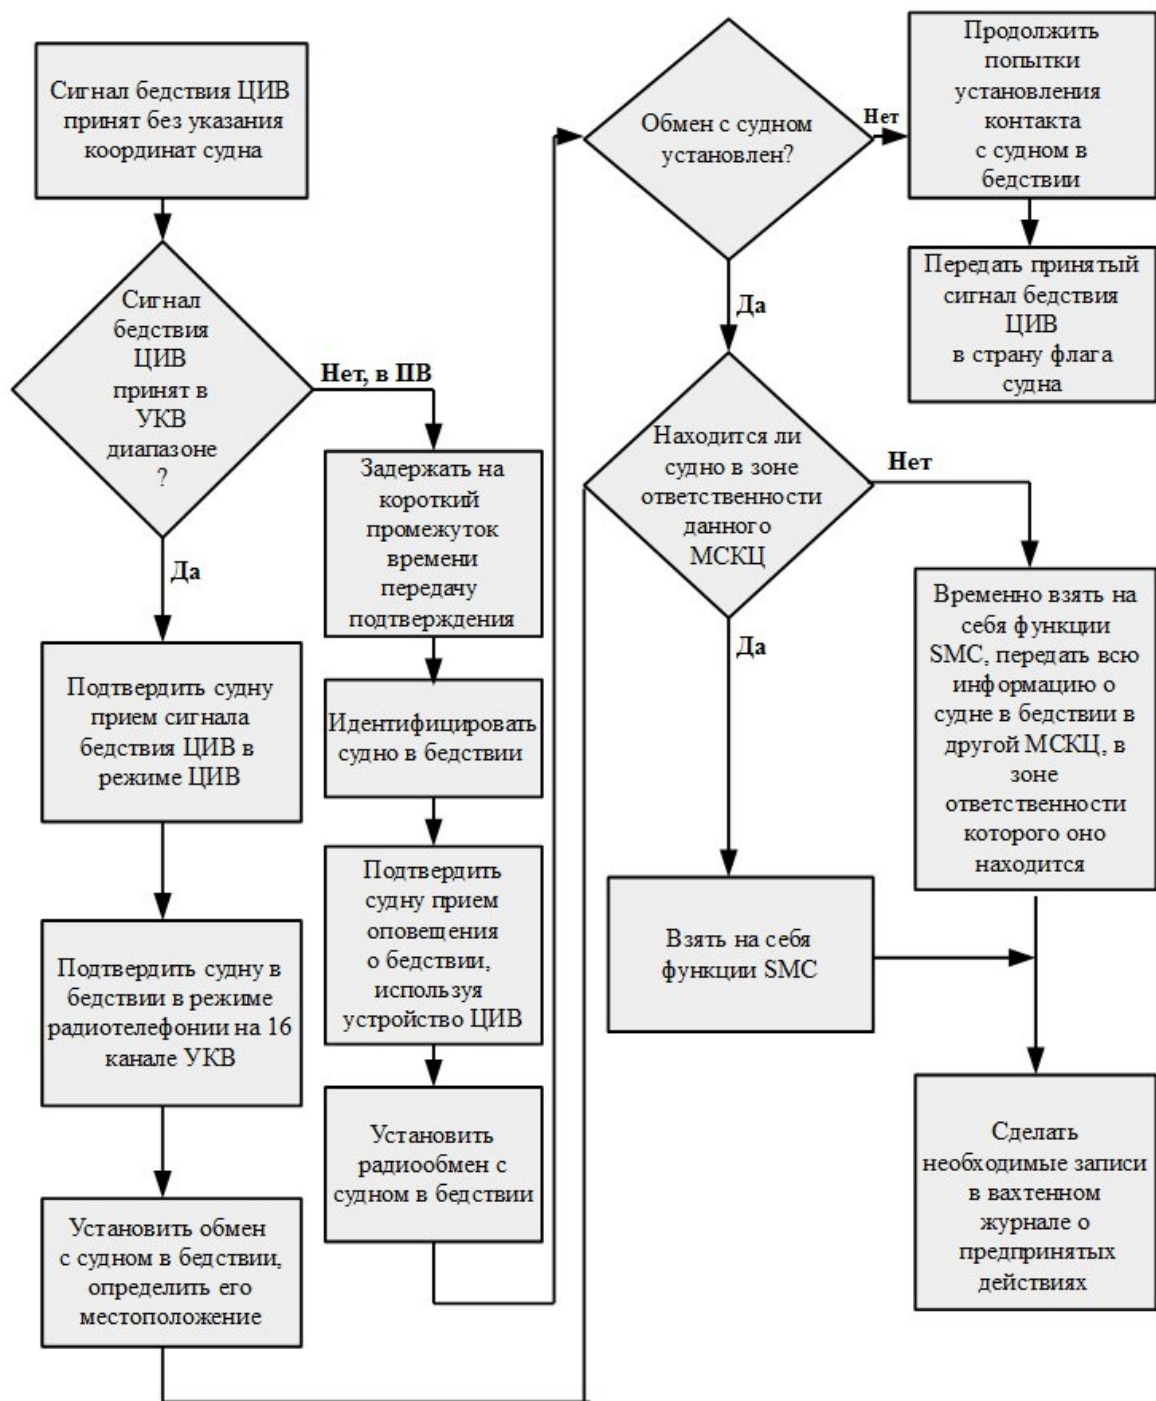 Сигнал бедствия ЦИВ
принят без указания
координат судна
Сигнал
бедствия
ЦИВ
принят в
УКВ
диапазоне
?
Нет, в ПВ
Да
Подтвердить судну
прием сигнала
бедствия ЦИВ в
режиме ЦИВ
Подтвердить судну в
бедствии в режиме
радиотелефонии на 16
канале УКВ
Установить обмен
с судном в бедствии,
определить его
местоположение
Задержать на
короткий
промежуток
времени
передачу
подтверждения
Идентифицировать
судно в бедствии
Подтвердить
судну прием
оповещения
о бедствии,
используя
устройство ЦИВ
Установить
радиообмен с
судном в бедствии
Обмен с судном
установлен?
Нет
Продолжить
попытки
установления
контакта
с судном в
бедствии
Передать принятый
сигнал бедствия
ЦИВ
в страну флага
судна
Да
Находится ли
судно в зоне
ответственности
данного
МСКЦ
Нет
Временно взять на
себя функции
SMC, передать всю
информацию о
судне в бедствии в
другой МСКЦ, в
зоне
ответственности
которого оно
находится
Да
Взять на себя
функции SMC
Сделать
необходимые записи
в вахтенном
журнале о
предпринятых
действиях